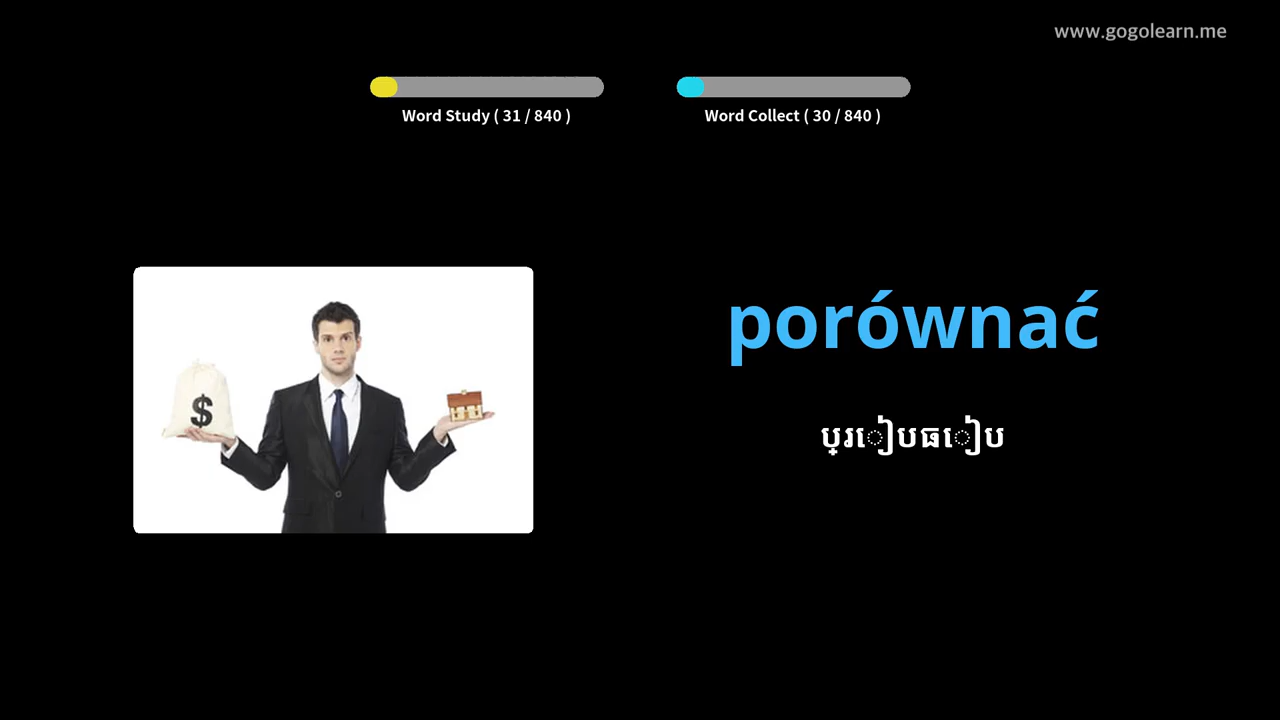 www.gogolearn.me
Word Study ( 31 / 840 )
Word Collect ( 30 / 840 )
$
porównać
ប្រៀបធៀប